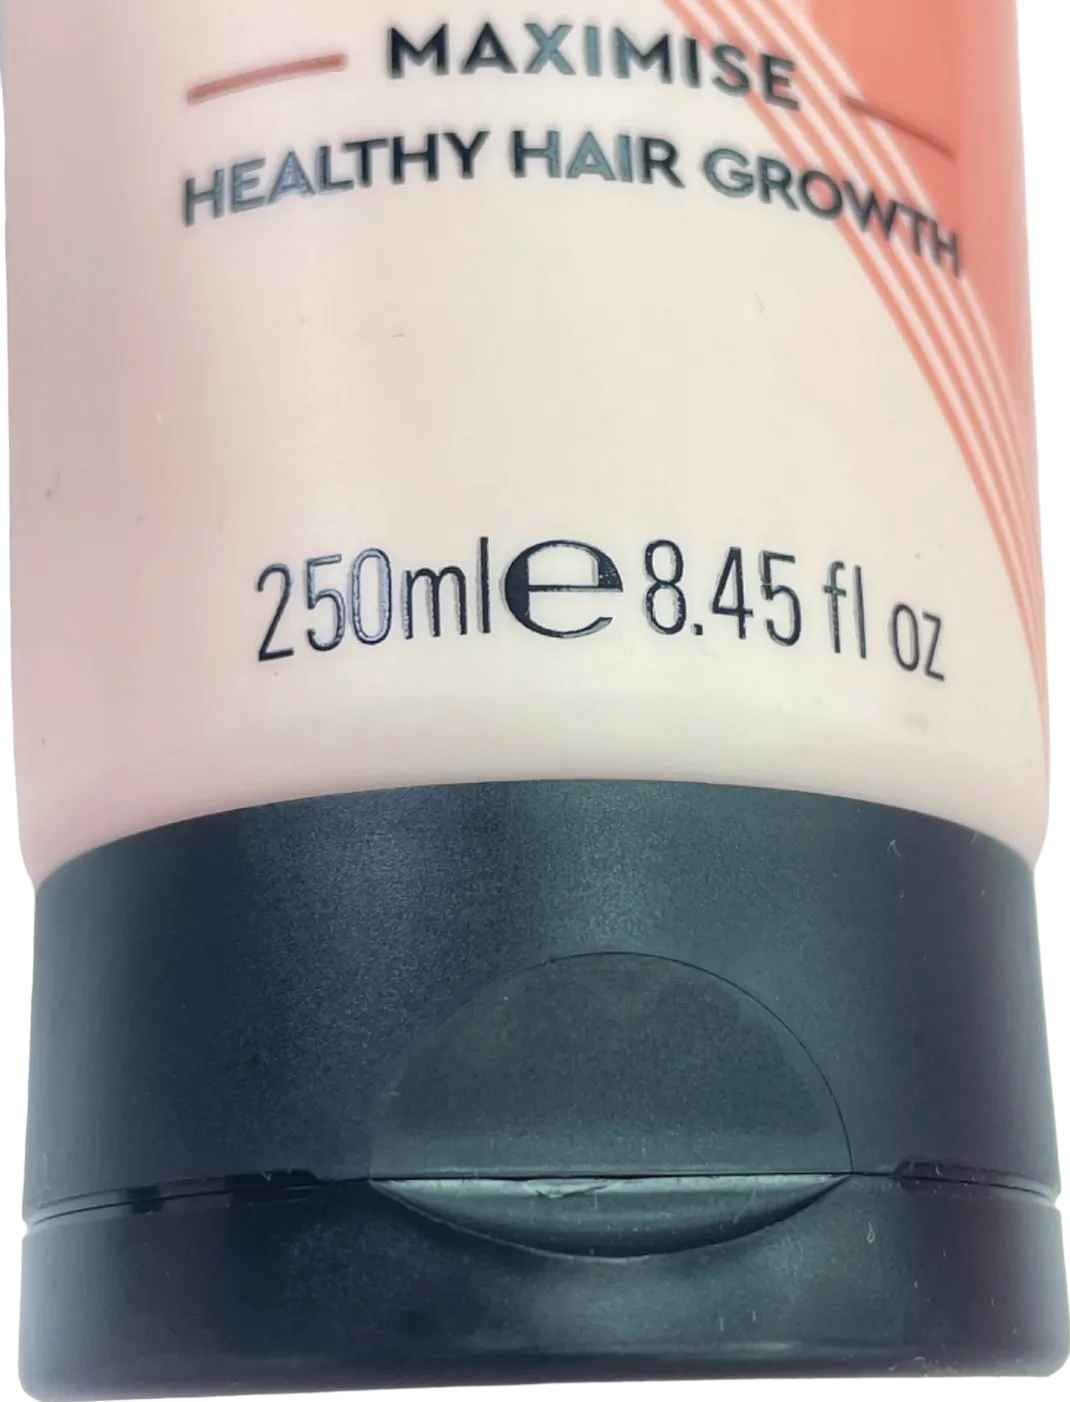 MAXIMISE
HEALTHY HAIR GROWTH
250ml e 8.45 fl oz